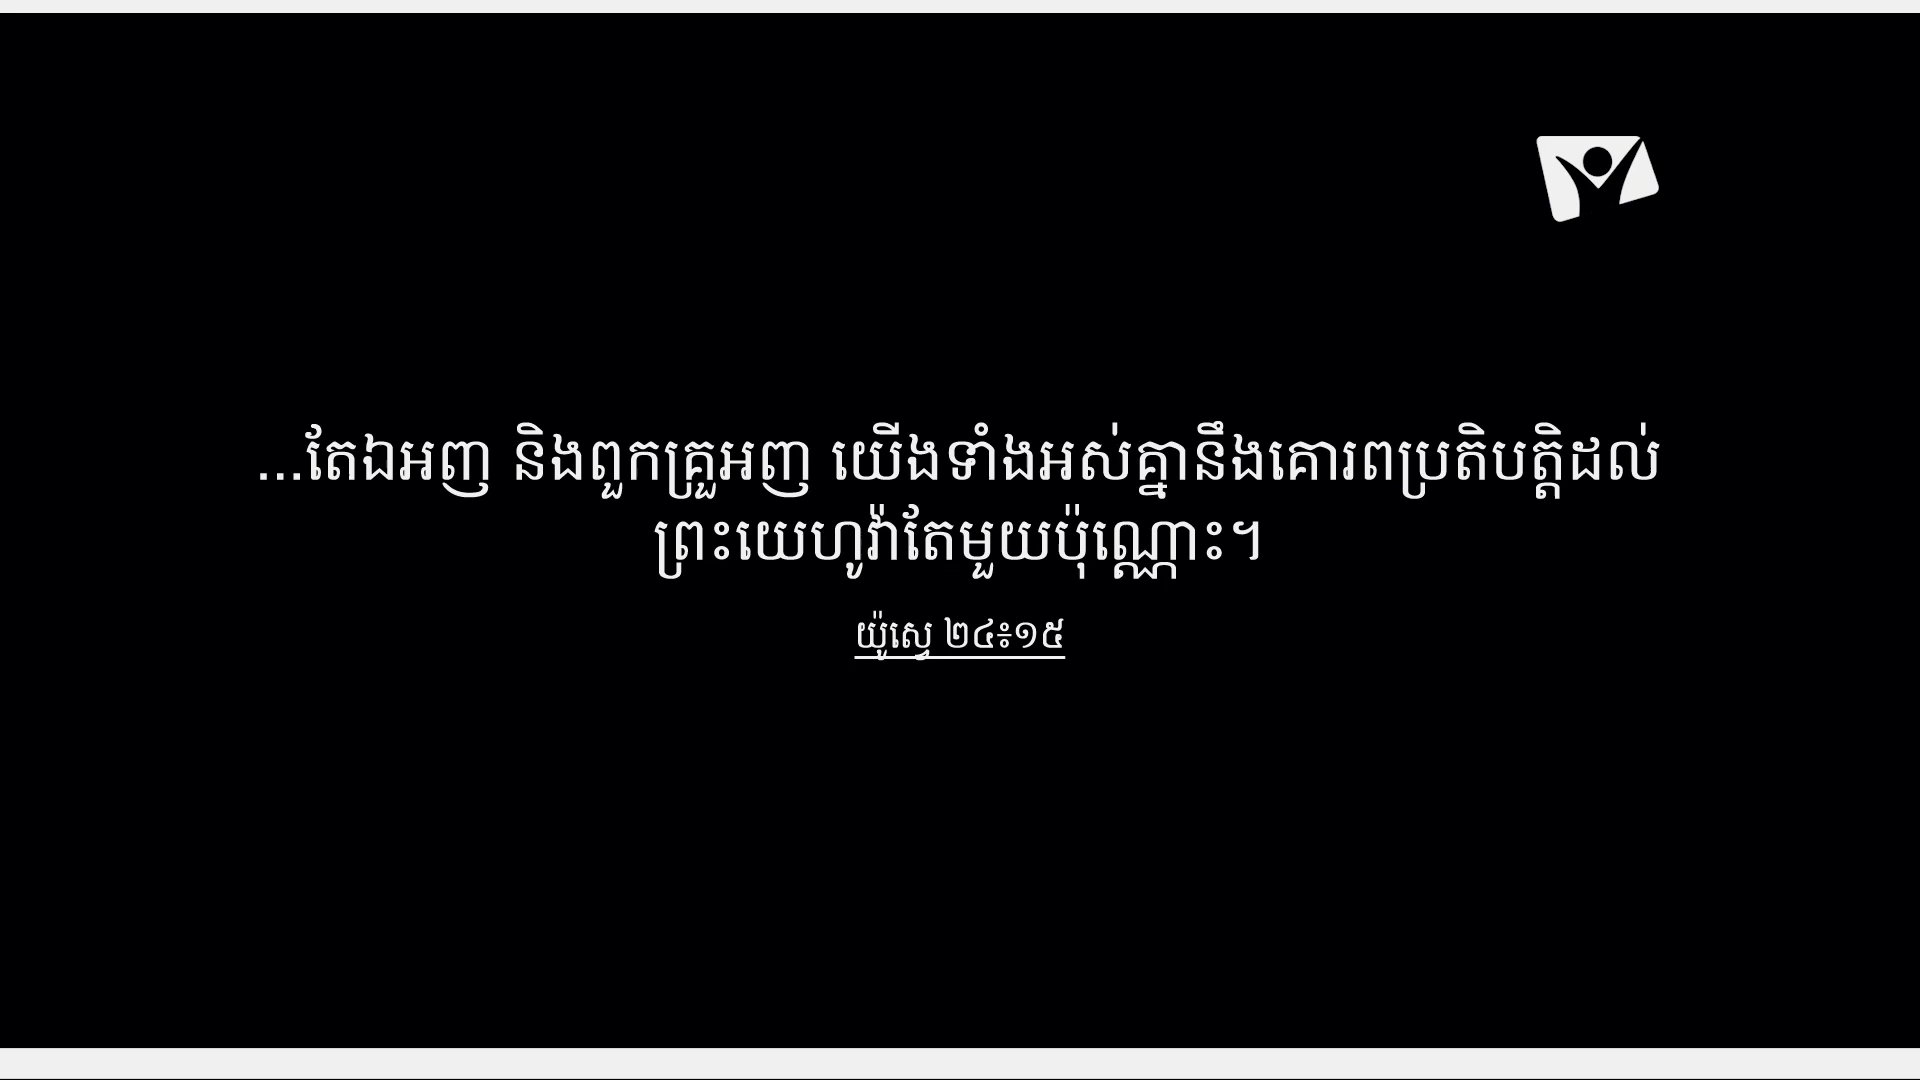 ...តែឯអញ និងពួកគ្រួអញ យើងទាំងអស់គ្នានឹងគោរពប្រតិបត្តិដល់
ព្រះយេហូវ៉ាតែមួយប៉ុណ្ណោះ។
យ៉ូស្វេ ២៤៖១៥